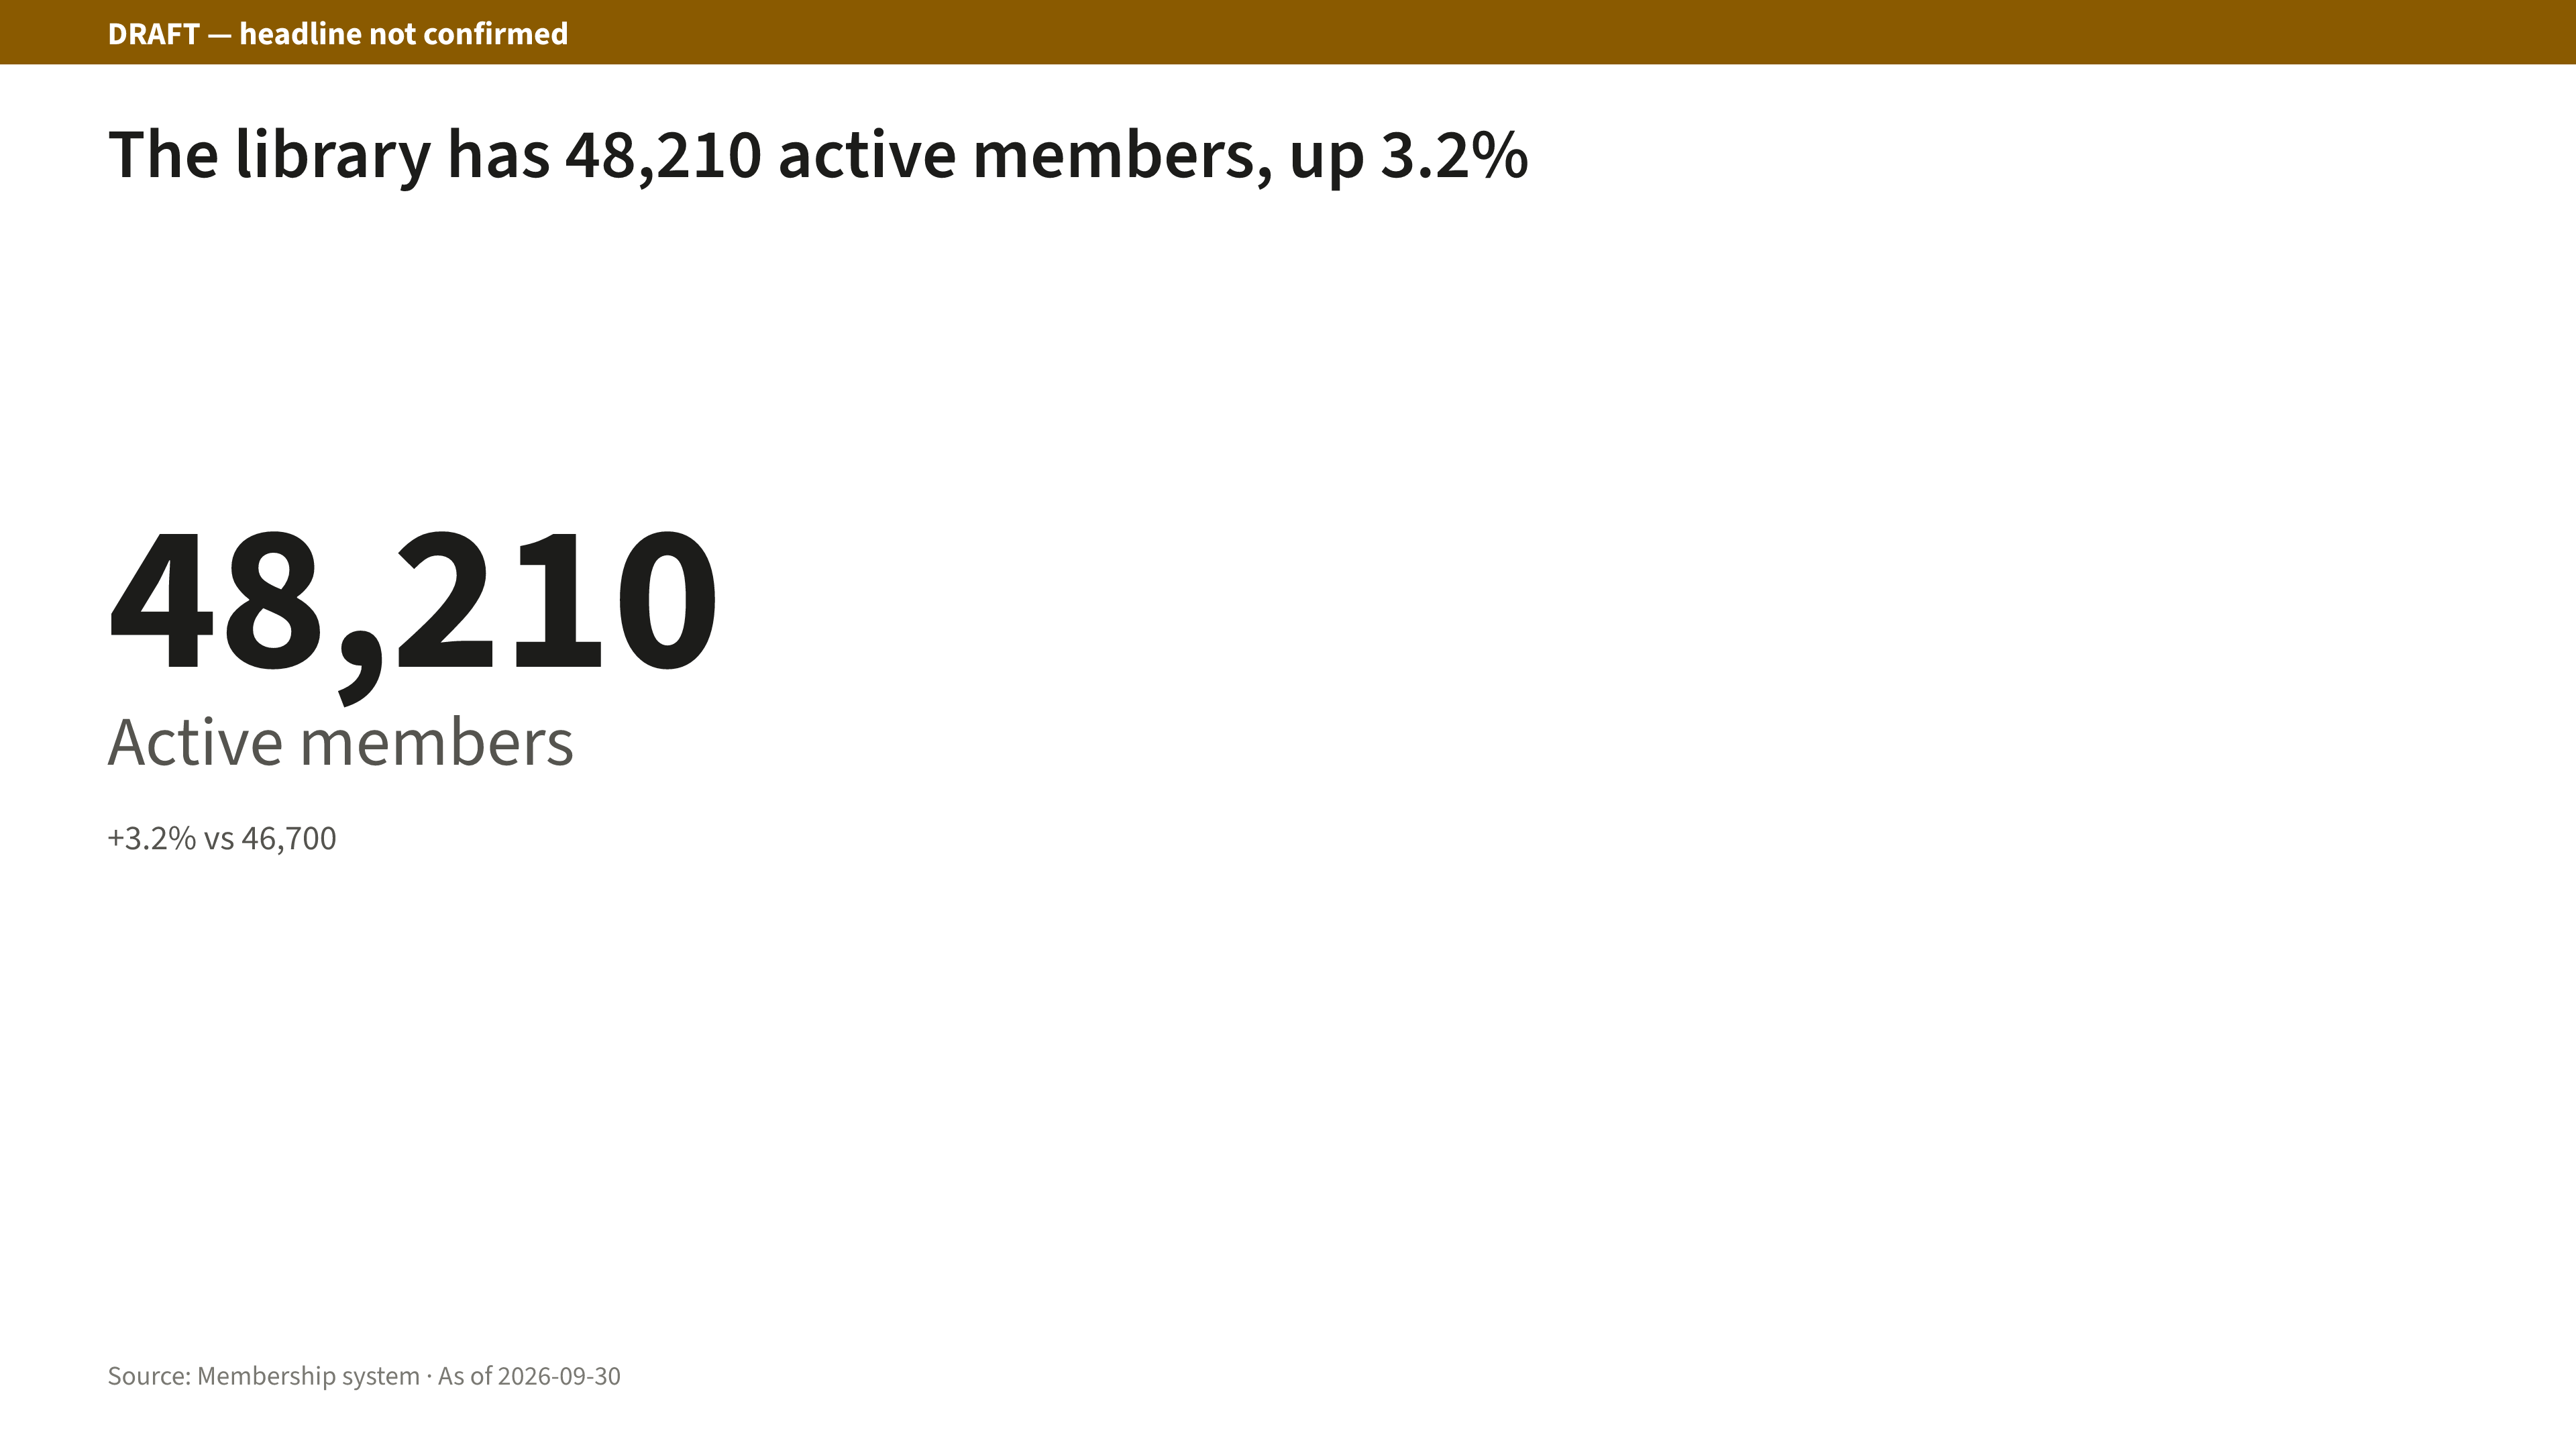 DRAFT — headline not confirmed
The library has 48,210 active members, up 3.2%
48,210
Active members
+3.2% vs 46,700
Source: Membership system · As of 2026-09-30